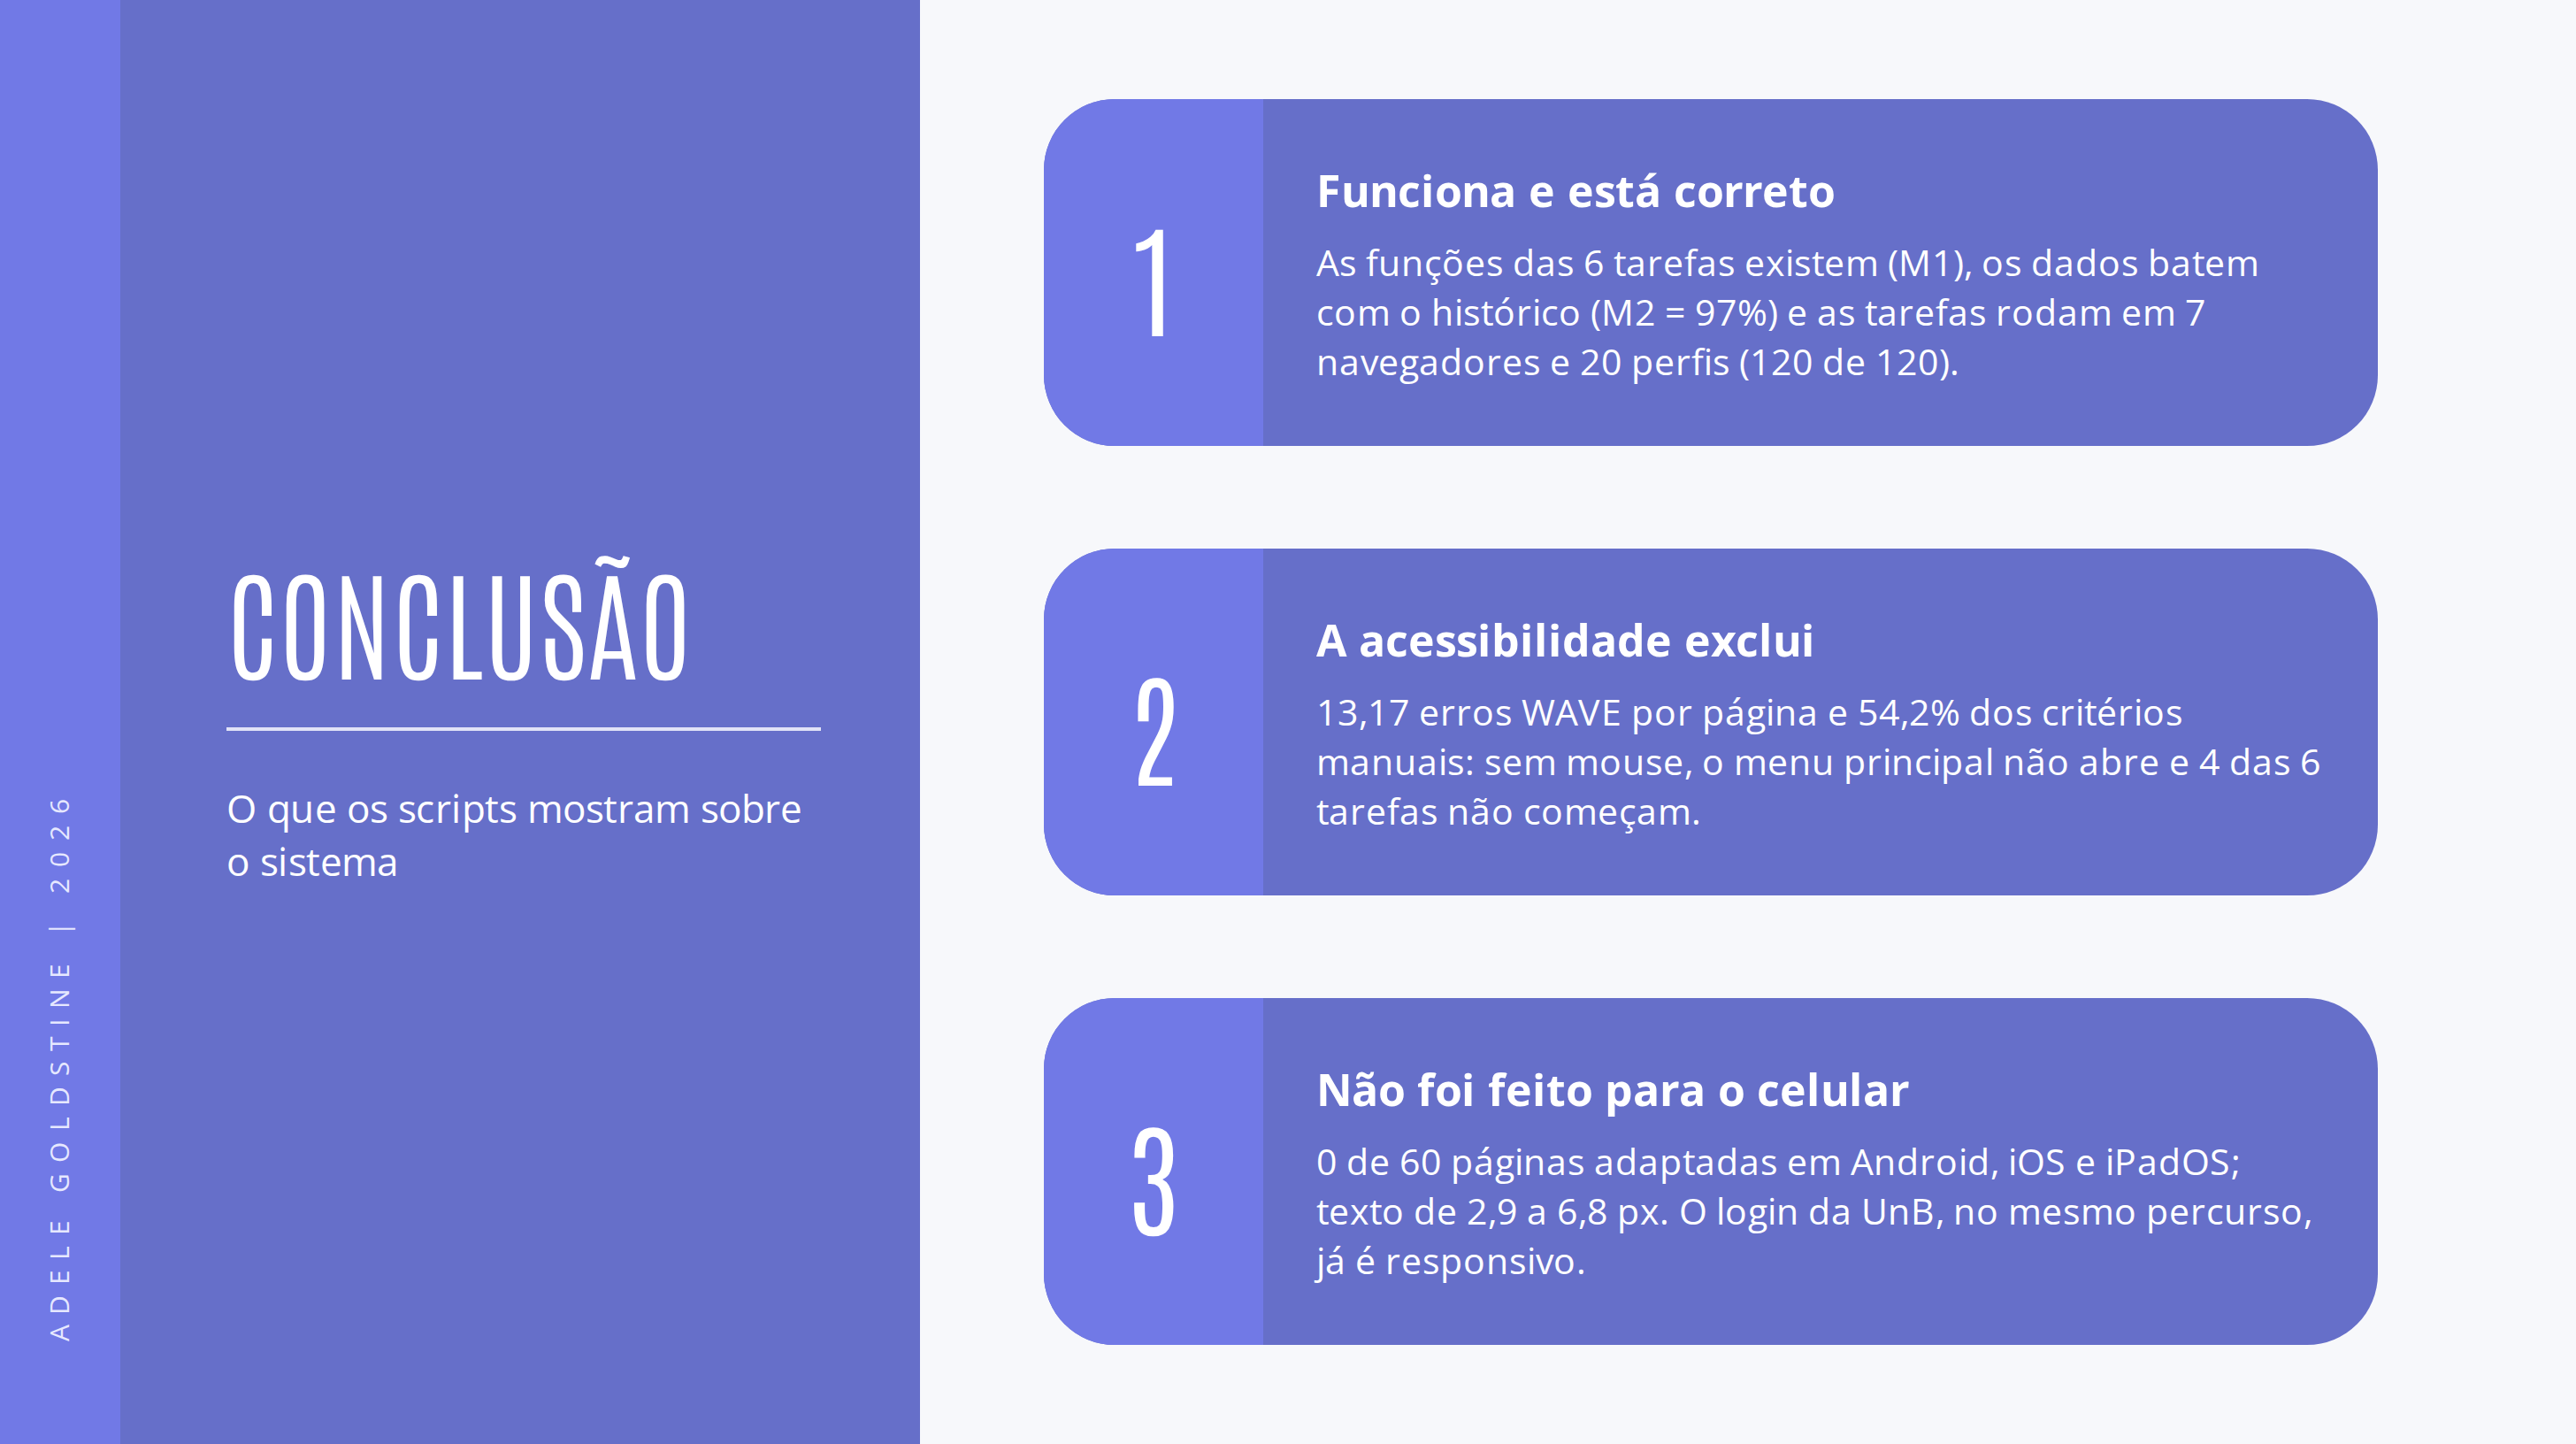 CONCLUSÃO
O que os scripts mostram sobre
o sistema
ADELE GOLDSTINE | 2026
1
Funciona e está correto
As funções das 6 tarefas existem (M1), os dados batem
com o histórico (M2 = 97%) e as tarefas rodam em 7
navegadores e 20 perfis (120 de 120).
2
A acessibilidade exclui
13,17 erros WAVE por página e 54,2% dos critérios
manuais: sem mouse, o menu principal não abre e 4 das 6
tarefas não começam.
3
Não foi feito para o celular
0 de 60 páginas adaptadas em Android, iOS e iPadOS;
texto de 2,9 a 6,8 px. O login da UnB, no mesmo percurso,
já é responsivo.